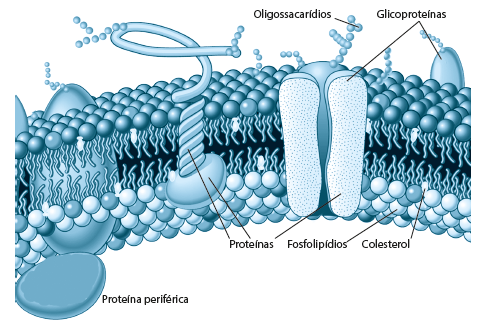 Oligossacarídios
Glicoproteínas
Proteínas
Fosfolipídios
Colesterol
Proteína periférica